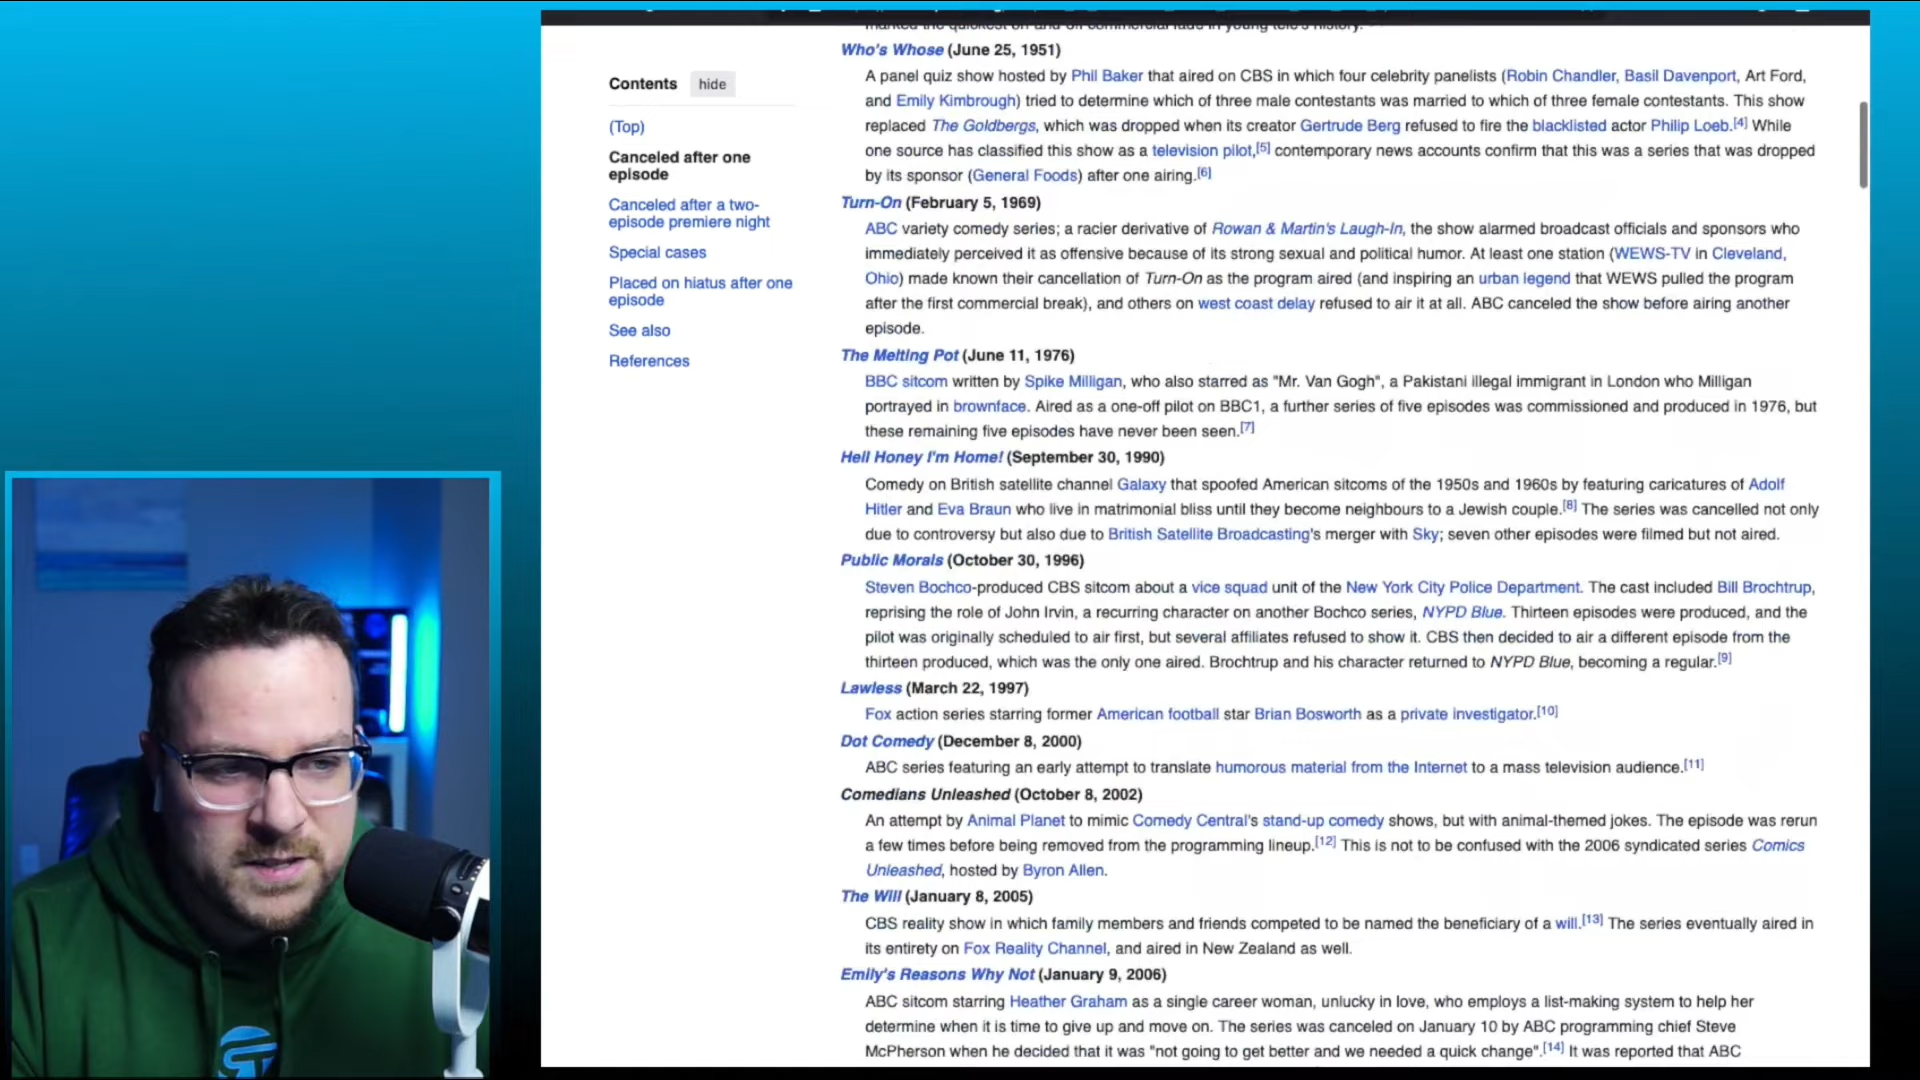 marked the quickest on-and-off commercial fade in young tele's history.
Who's Whose (June 25, 1951)
Contents hide
A panel quiz show hosted by Phil Baker that aired on CBS in which four celebrity panelists (Robin Chandler, Basil Davenport, Art Ford,
and Emily Kimbrough) tried to determine which of three male contestants was married to which of three female contestants. This show
(Top)
replaced The Goldbergs, which was dropped when its creator Gertrude Berg refused to fire the blacklisted actor Philip Loeb.[4] While
Canceled after one
episode
one source has classified this show as a television pilot,[5] contemporary news accounts confirm that this was a series that was dropped
by its sponsor (General Foods) after one airing.[6]
Canceled after a two-
episode premiere night
Turn-On (February 5, 1969)
ABC variety comedy series; a racier derivative of Rowan & Martin's Laugh-In, the show alarmed broadcast officials and sponsors who
Special cases
immediately perceived it as offensive because of its strong sexual and political humor. At least one station (WEWS-TV in Cleveland,
Placed on hiatus after one
episode
Ohio) made known their cancellation of Turn-On as the program aired (and inspiring an urban legend that WEWS pulled the program
after the first commercial break), and others on west coast delay refused to air it at all. ABC canceled the show before airing another
See also
episode.
References
The Melting Pot (June 11, 1976)
BBC sitcom written by Spike Milligan, who also starred as "Mr. Van Gogh", a Pakistani illegal immigrant in London who Milligan
portrayed in brownface. Aired as a one-off pilot on BBC1, a further series of five episodes was commissioned and produced in 1976, but
these remaining five episodes have never been seen.[7]
Heil Honey I'm Home! (September 30, 1990)
Comedy on British satellite channel Galaxy that spoofed American sitcoms of the 1950s and 1960s by featuring caricatures of Adolf
Hitler and Eva Braun who live in matrimonial bliss until they become neighbours to a Jewish couple.[8] The series was cancelled not only
due to controversy but also due to British Satellite Broadcasting's merger with Sky; seven other episodes were filmed but not aired.
Public Morals (October 30, 1996)
Steven Bochco-produced CBS sitcom about a vice squad unit of the New York City Police Department. The cast included Bill Brochtrup,
reprising the role of John Irvin, a recurring character on another Bochco series, NYPD Blue. Thirteen episodes were produced, and the
pilot was originally scheduled to air first, but several affiliates refused to show it. CBS then decided to air a different episode from the
thirteen produced, which was the only one aired. Brochtrup and his character returned to NYPD Blue, becoming a regular.[9]
Lawless (March 22, 1997)
Fox action series starring former American football star Brian Bosworth as a private investigator.[10]
Dot Comedy (December 8, 2000)
ABC series featuring an early attempt to translate humorous material from the Internet to a mass television audience.[11]
Comedians Unleashed (October 8, 2002)
An attempt by Animal Planet to mimic Comedy Central's stand-up comedy shows, but with animal-themed jokes. The episode was rerun
a few times before being removed from the programming lineup.[12] This is not to be confused with the 2006 syndicated series Comics
Unleashed, hosted by Byron Allen.
The Will (January 8, 2005)
CBS reality show in which family members and friends competed to be named the beneficiary of a will.[13] The series eventually aired in
its entirety on Fox Reality Channel, and aired in New Zealand as well.
Emily's Reasons Why Not (January 9, 2006)
ABC sitcom starring Heather Graham as a single career woman, unlucky in love, who employs a list-making system to help her
determine when it is time to give up and move on. The series was canceled on January 10 by ABC programming chief Steve
McPherson when he decided that it was "not going to get better and we needed a quick change".[14] It was reported that ABC